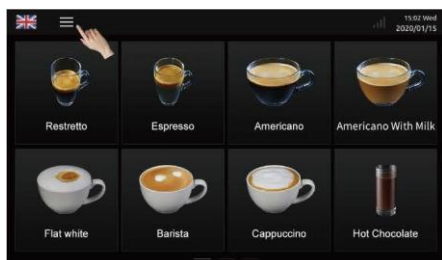 15:02 Wed
2020/01/15
Restretto
Espresso
Americano
Americano With Milk
Flat white
Barista
Cappuccino
Hot Chocolate